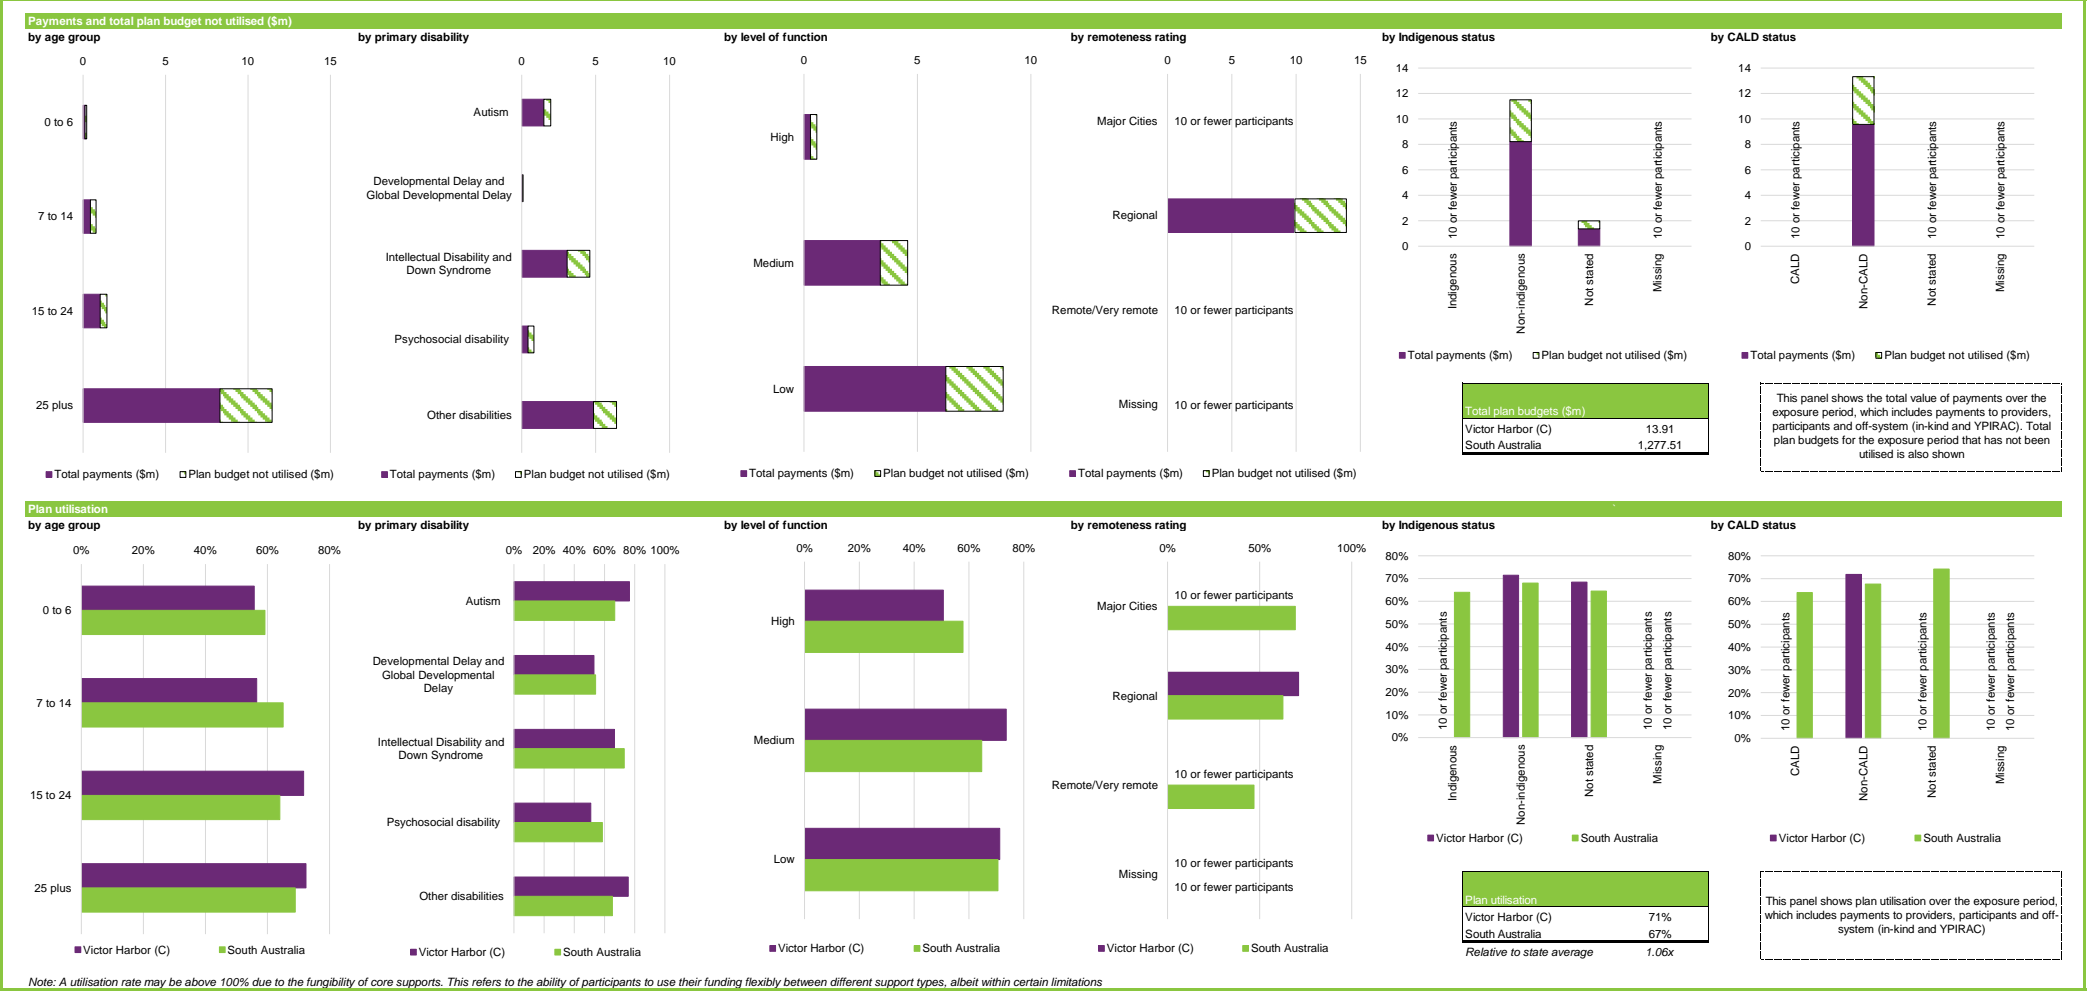 Payments and total plan budget not utilised ($m)
by age group
0 5 10 15
0 to 6
7 to 14
15 to 24
25 plus
Total payments ($m) Plan budget not utilised ($m)
by primary disability
0 5 10
Autism
Developmental Delay and
Global Developmental Delay
Intellectual Disability and
Down Syndrome
Psychosocial disability
Other disabilities
Total payments ($m) Plan budget not utilised ($m)
by level of function
0 5 10
High
Medium
Low
Total payments ($m) Plan budget not utilised ($m)
by remoteness rating
0 5 10 15
Major Cities 10 or fewer participants
Regional
Remote/Very remote 10 or fewer participants
Missing 10 or fewer participants
Total payments ($m) Plan budget not utilised ($m)
by Indigenous status
14
12
10
8
6
4
2
0
10 or fewer participants
10 or fewer participants
Indigenous
Non-indigenous
Not stated
Missing
Total payments ($m) Plan budget not utilised ($m)
by CALD status
14
12
10
8
6
4
2
0
10 or fewer participants
10 or fewer participants
10 or fewer participants
CALD
Non-CALD
Not stated
Missing
Total payments ($m) Plan budget not utilised ($m)
Total plan budgets ($m)
Victor Harbor (C) 13.91
South Australia 1,277.51
This panel shows the total value of payments over the
exposure period, which includes payments to providers,
participants and off-system (in-kind and YPIRAC). Total
plan budgets for the exposure period that has not been
utilised is also shown
Plan utilisation
by age group
0% 20% 40% 60% 80%
0 to 6
7 to 14
15 to 24
25 plus
Victor Harbor (C) South Australia
by primary disability
0% 20% 40% 60% 80% 100%
Autism
Developmental Delay and
Global Developmental
Delay
Intellectual Disability and
Down Syndrome
Psychosocial disability
Other disabilities
Victor Harbor (C) South Australia
by level of function
0% 20% 40% 60% 80%
High
Medium
Low
Victor Harbor (C) South Australia
by remoteness rating
0% 50% 100%
10 or fewer participants
Major Cities
Regional
10 or fewer participants
Remote/Very remote
10 or fewer participants
Missing
10 or fewer participants
Victor Harbor (C) South Australia
by Indigenous status
80%
70%
60%
50%
40%
30%
20%
10%
0%
10 or fewer participants
10 or fewer participants
10 or fewer participants
Indigenous
Non-indigenous
Not stated
Missing
Victor Harbor (C) South Australia
by CALD status
80%
70%
60%
50%
40%
30%
20%
10%
0%
10 or fewer participants
10 or fewer participants
10 or fewer participants
10 or fewer participants
CALD
Non-CALD
Not stated
Missing
Victor Harbor (C) South Australia
Plan utilisation
Victor Harbor (C) 71%
South Australia 67%
Relative to state average 1.06x
This panel shows plan utilisation over the exposure period,
which includes payments to providers, participants and off-
system (in-kind and YPIRAC)
Note: A utilisation rate may be above 100% due to the fungibility of core supports. This refers to the ability of participants to use their funding flexibly between different support types, albeit within certain limitations